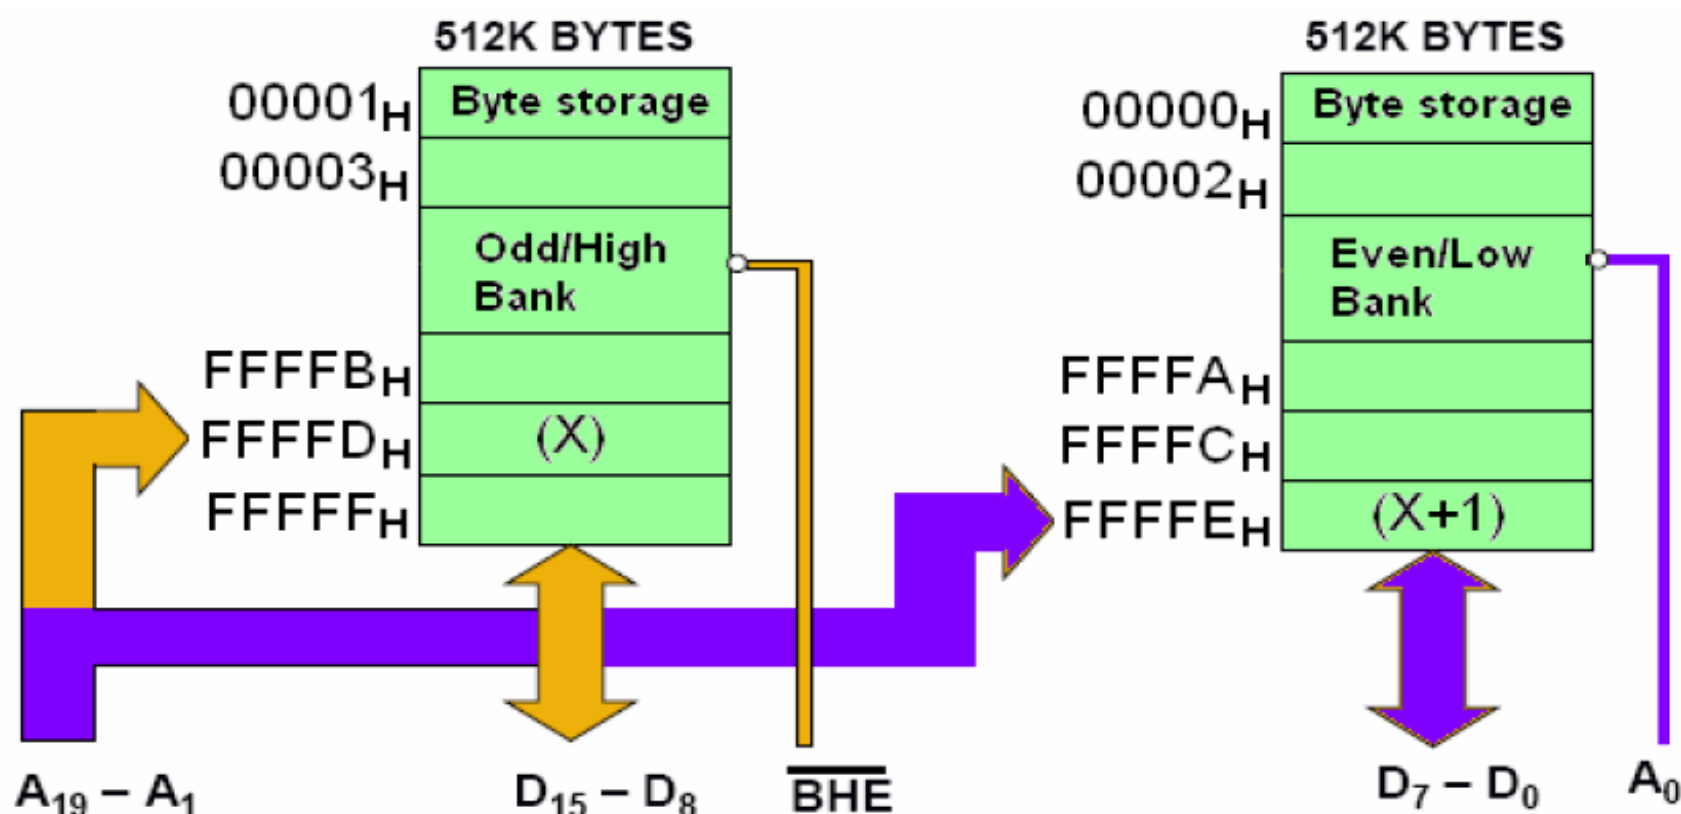 512K BYTES
00001H
Byte storage
00003H
Odd/High
Bank
FFFFBH
FFFFDH
(X)
FFFFFH
512K BYTES
00000H
Byte storage
00002H
Even/Low
Bank
FFFFAH
FFFFCH
FFFFEH
(X+1)
A19 – A1
D15 – D8
BHE
D7 – D0
A0